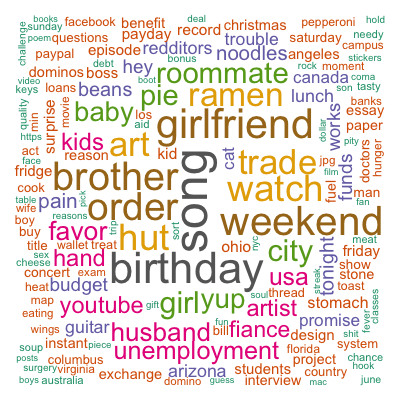 books hold
sunday facebook benefit christmas pepperoni deal
poem questions payday record saturday needy
challenge episode redditors trouble rock moment campus
paypal hey noodles angeles stickers
debt dominos boss roommate canada coma
video loans beans pie ramen lunch son tasty
keys bonus boot banks
quality movie los baby girlfriend works essay
min surprise aid art cat dollar paper
https kids kid trade jpg pity doctors hunger
act reason song funds fuel man
face fridge brother watch film fan
cook pain order weekend
table wife reasons pick sort
boy favor trip hut ohio nyc city tonight meat
buy hand birthday usa streak friday
title wallet treat show
sex concert exam stone
cheese budget girl yup soul artist thread toast
heat youtube gift stomach
map guitar husband fun bill fiance promise fever classes
eating design shit
wings instant piece unemployment florida system
soup columbus students project chance
posts surgery virginia exchange arizona interview country hook
boys australia domino guess mac june